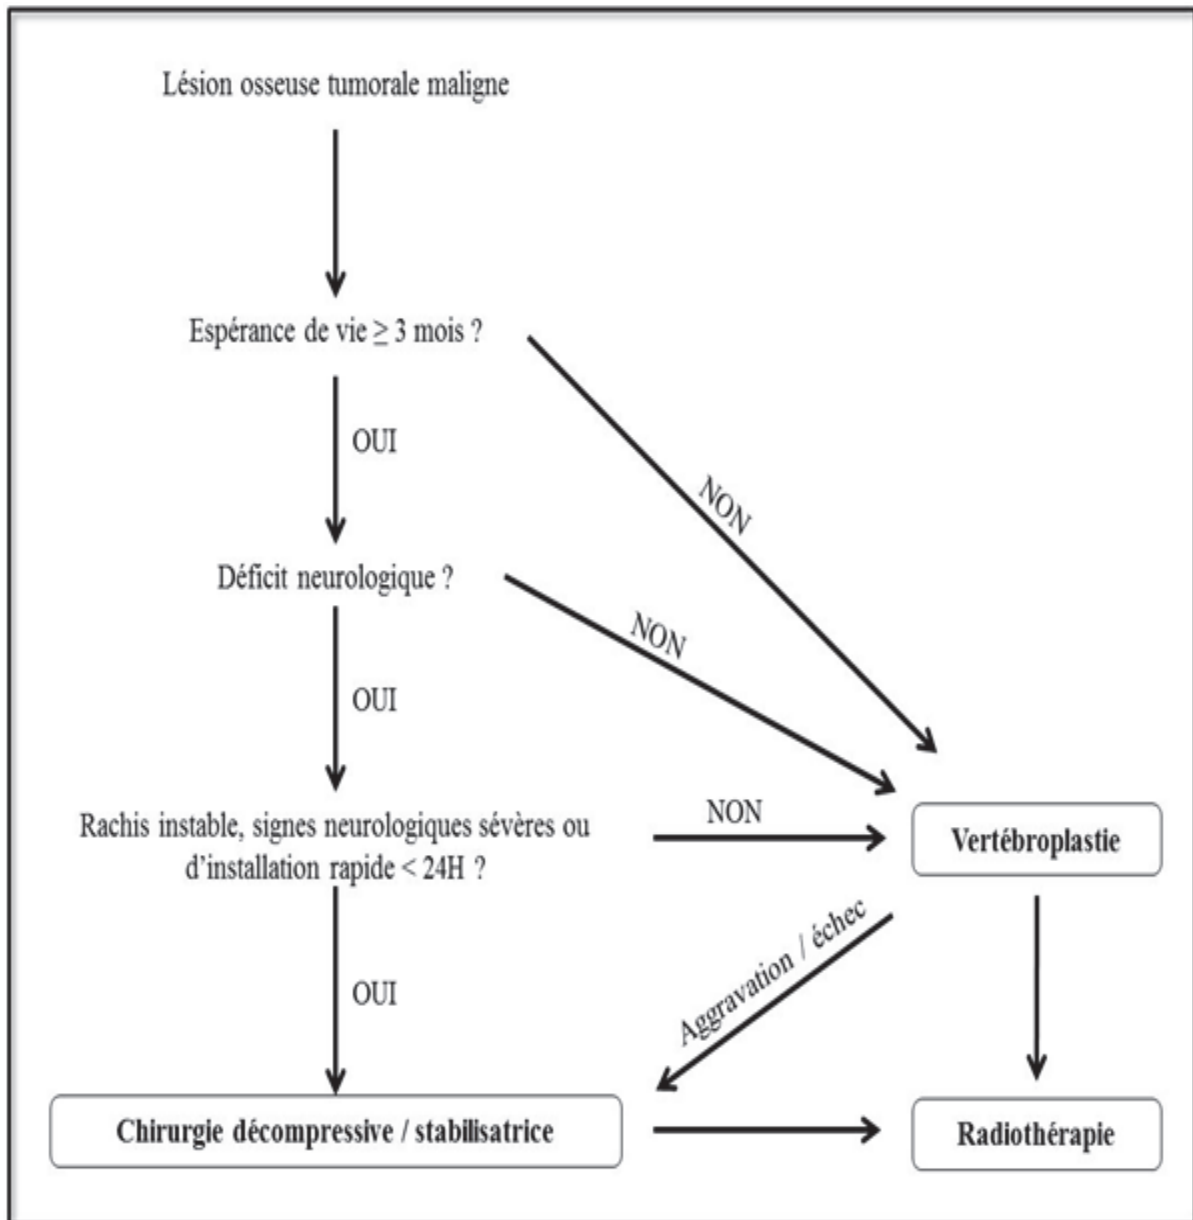 Lésion osseuse tumorale maligne
Espérance de vie ≥ 3 mois ?
OUI
NON
Déficit neurologique ?
NON
OUI
Rachis instable, signes neurologiques sévères ou
d'installation rapide < 24H ?
NON
Vertébroplastie
Aggravation / échec
OUI
Chirurgie décompressive / stabilisatrice
Radiothérapie